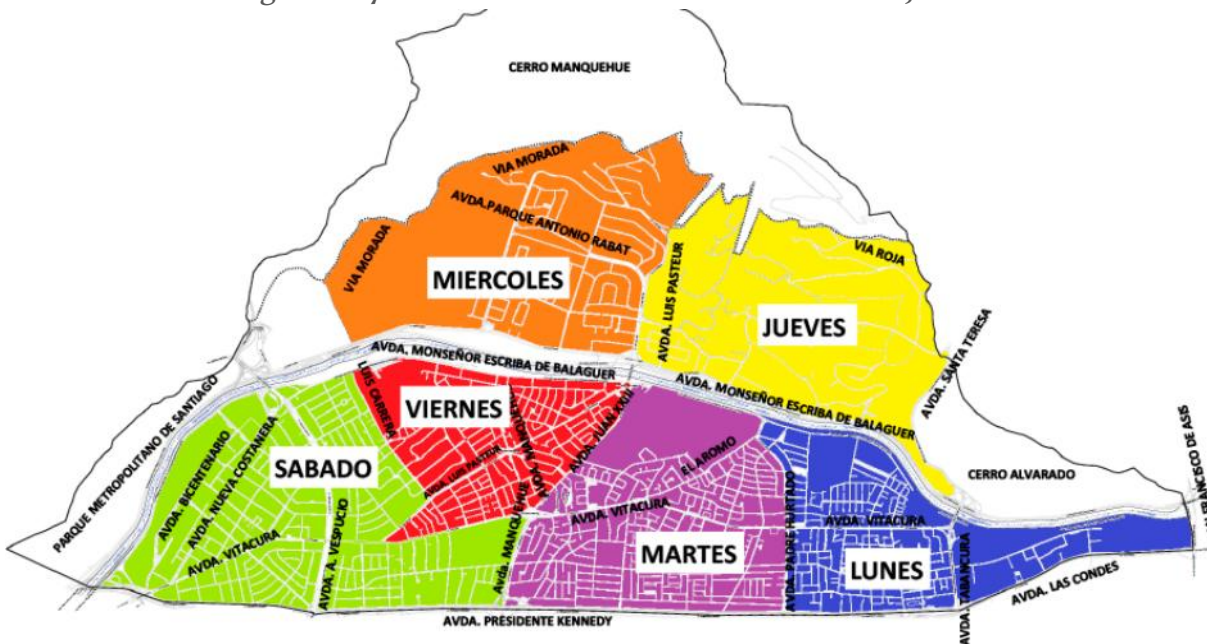 CERRO MANQUEHUE
VIA MORADA
AVDA.PARQUE ANTONIO RABAT
VIA MORADA
MIERCOLES
AVDA. LUIS PASTEUR
VIA ROJA
JUEVES
AVDA. SANTA TERESA
AVDA. MONSEÑOR ESCRIBA DE BALAGUER
AVDA. MONSEÑOR ESCRIBA DE BALAGUER
PARQUE METROPOLITANO DE SANTIAGO
LUIS CARRERA
VIERNES
AVDA. JUAN XXIII
AVDA. LUIS PASTEUR
SABADO
AVDA. BICENTENARIO
AVDA. NUEVA COSTANERA
AVDA. VITACURA
AVDA. A. VESPUCIO
AVDA. MANQUEHUE
EL AROMO
AVDA. VITACURA
MARTES
AVDA. PADRE HURTADO
AVDA. VITACURA
LUNES
AVDA. TABANCURA
CERRO ALVARADO
FRANCISCO DE ASIS
AVDA. LAS CONDES
AVDA. PRESIDENTE KENNEDY